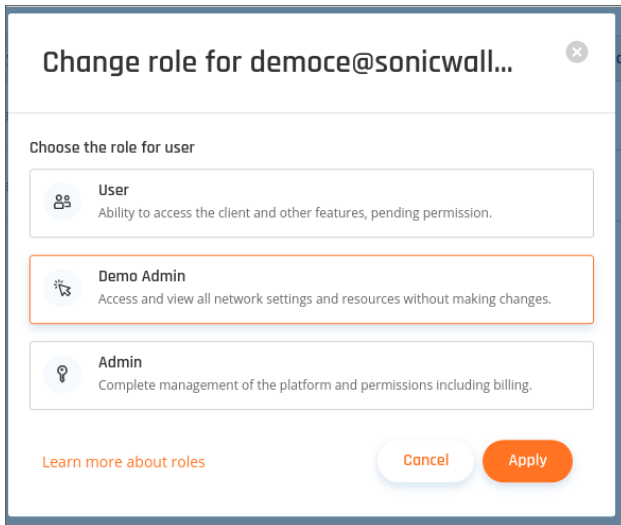 Change role for democe@sonicwall...
Choose the role for user
User
Ability to access the client and other features, pending permission.
Demo Admin
Access and view all network settings and resources without making changes.
Admin
Complete management of the platform and permissions including billing.
Learn more about roles
Cancel
Apply